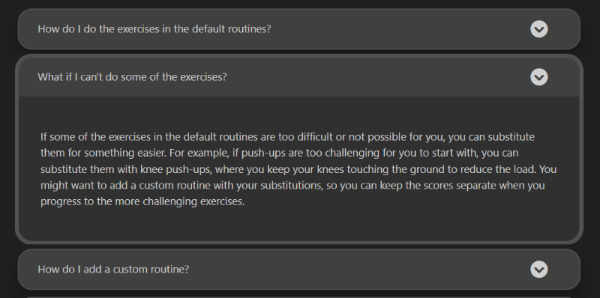 How do I do the exercises in the default routines?
What if I can't do some of the exercises?
If some of the exercises in the default routines are too difficult or not possible for you, you can substitute
them for something easier. For example, if push-ups are too challenging for you to start with, you can
substitute them with knee push-ups, where you keep your knees touching the ground to reduce the load. You
might want to add a custom routine with your substitutions, so you can keep the scores separate when you
progress to the more challenging exercises.
How do I add a custom routine?